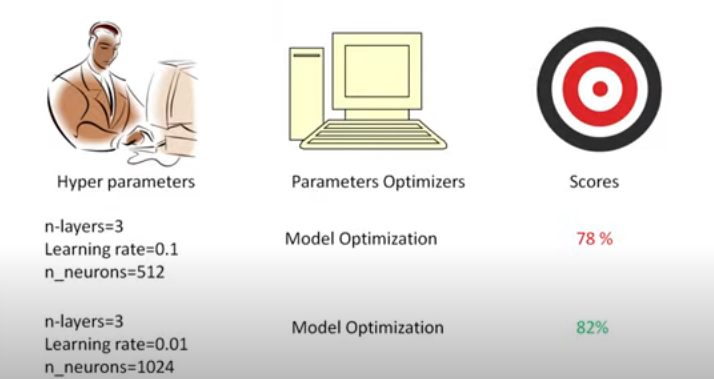 Hyper parameters
Parameters Optimizers
Scores
n-layers=3
Learning rate=0.1
n_neurons=512
Model Optimization
78 %
n-layers=3
Learning rate=0.01
n_neurons=1024
Model Optimization
82%